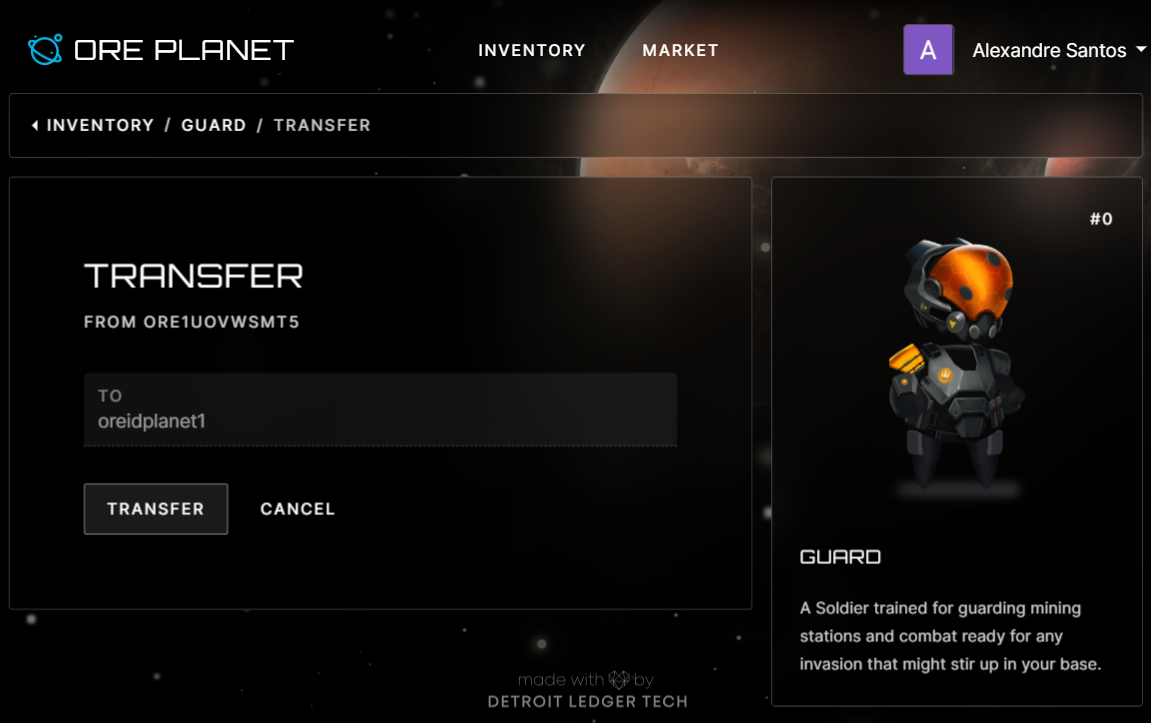 ORE PLANET
INVENTORY
MARKET
A
Alexandre Santos
INVENTORY / GUARD / TRANSFER
TRANSFER
FROM ORE1UOVWSMT5
TO
oreidplanet1
TRANSFER
CANCEL
#0
GUARD
A Soldier trained for guarding mining
stations and combat ready for any
invasion that might stir up in your base.
made with by
DETROIT LEDGER TECH